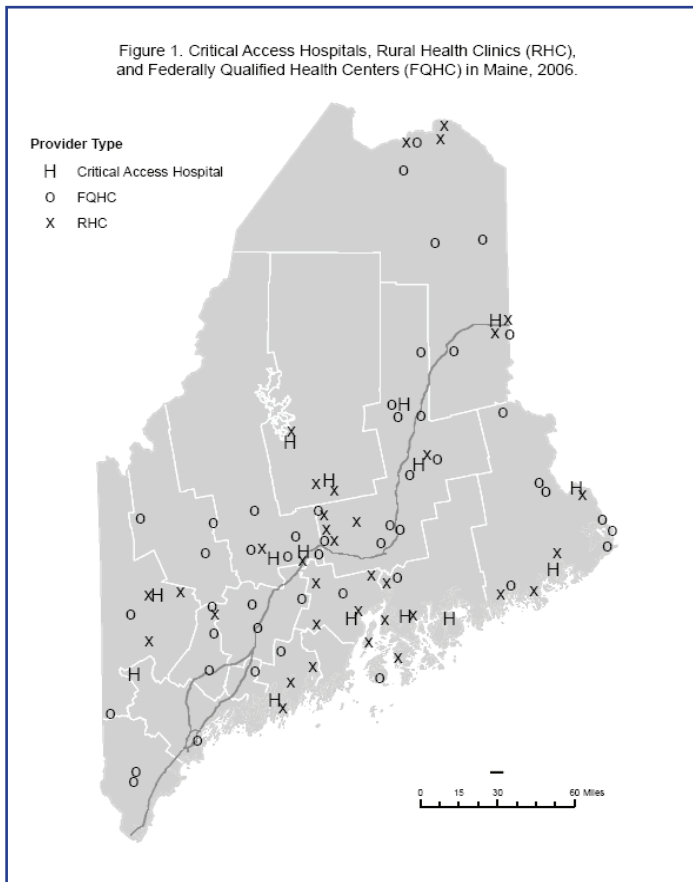 Figure 1. Critical Access Hospitals, Rural Health Clinics (RHC),
and Federally Qualified Health Centers (FQHC) in Maine, 2006.
Provider Type
H Critical Access Hospital
o FQHC
x RHC
0 15 30 60 Miles